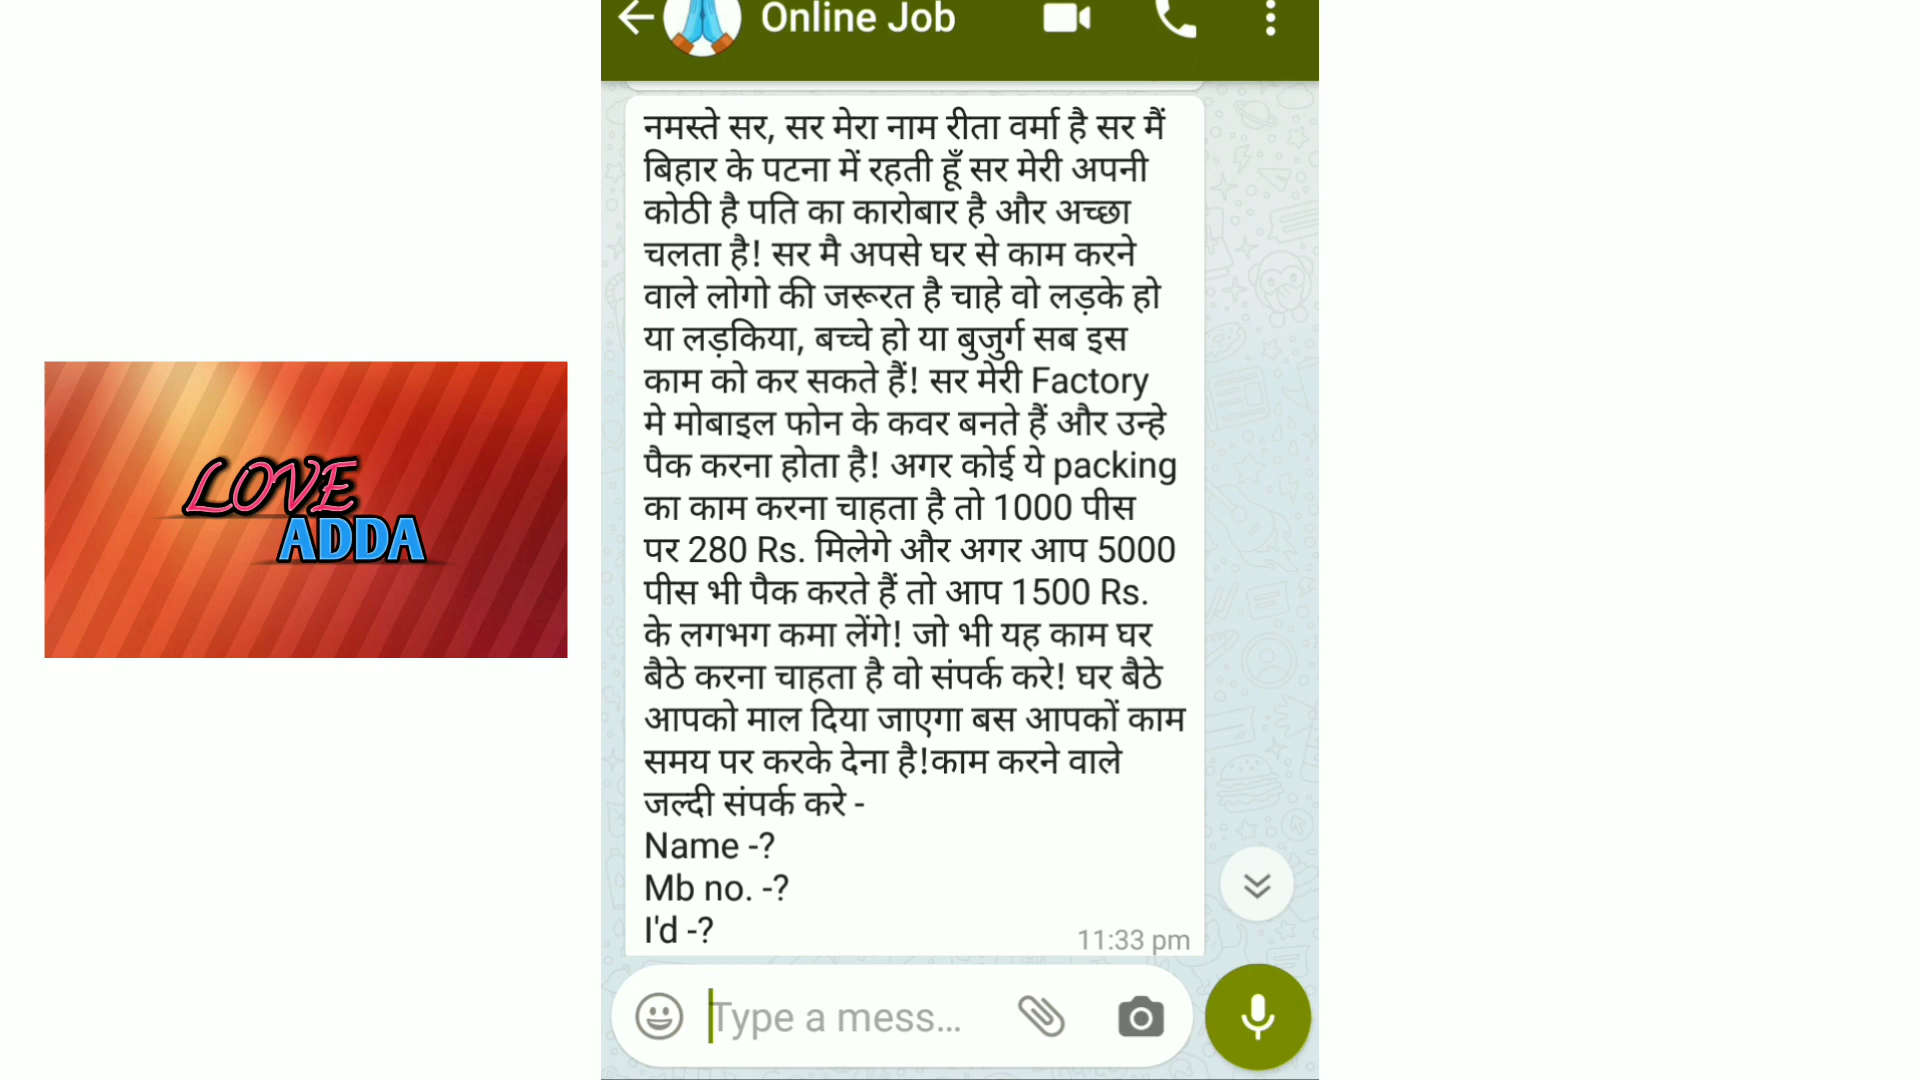 Online Job
नमस्ते सर, सर मेरा नाम रीता वर्मा है सर मैं
बिहार के पटना में रहती हूँ सर मेरी अपनी
कोठी है पति का कारोबार है और अच्छा
चलता है! सर मै अपसे घर से काम करने
वाले लोगो की जरूरत है चाहे वो लड़के हो
या लड़किया, बच्चे हो या बुजुर्ग सब इस
काम को कर सकते हैं! सर मेरी Factory
मे मोबाइल फोन के कवर बनते हैं और उन्हे
पैक करना होता है! अगर कोई ये packing
का काम करना चाहता है तो 1000 पीस
पर 280 Rs. मिलेगे और अगर आप 5000
पीस भी पैक करते हैं तो आप 1500 Rs.
के लगभग कमा लेंगे! जो भी यह काम घर
बैठे करना चाहता है वो संपर्क करे! घर बैठे
आपको माल दिया जाएगा बस आपकों काम
समय पर करके देना है!काम करने वाले
जल्दी संपर्क करे -
Name -?
Mb no. -?
I'd -?
11:33 pm
Type a mess...
LOVE
ADDA